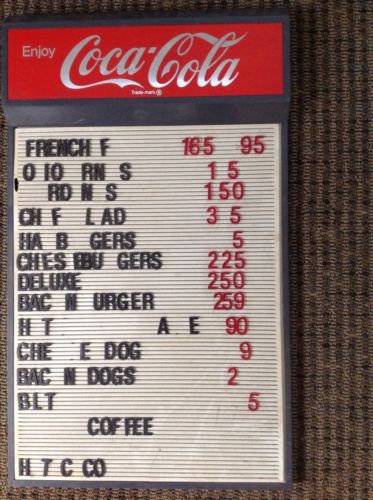 Enjoy
Coca-Cola
Trade-mark ®
FRENCH F 165 95
O IO RN S 1 5
RD N S 150
CH F LAD 3 5
HA B GERS 5
CHEES BU GERS 225
DELUXE 250
BAC N URGER 259
H T A E 90
CHE E DOG 9
BAC N DOGS 2
BLT 5
COFFEE
H T C CO